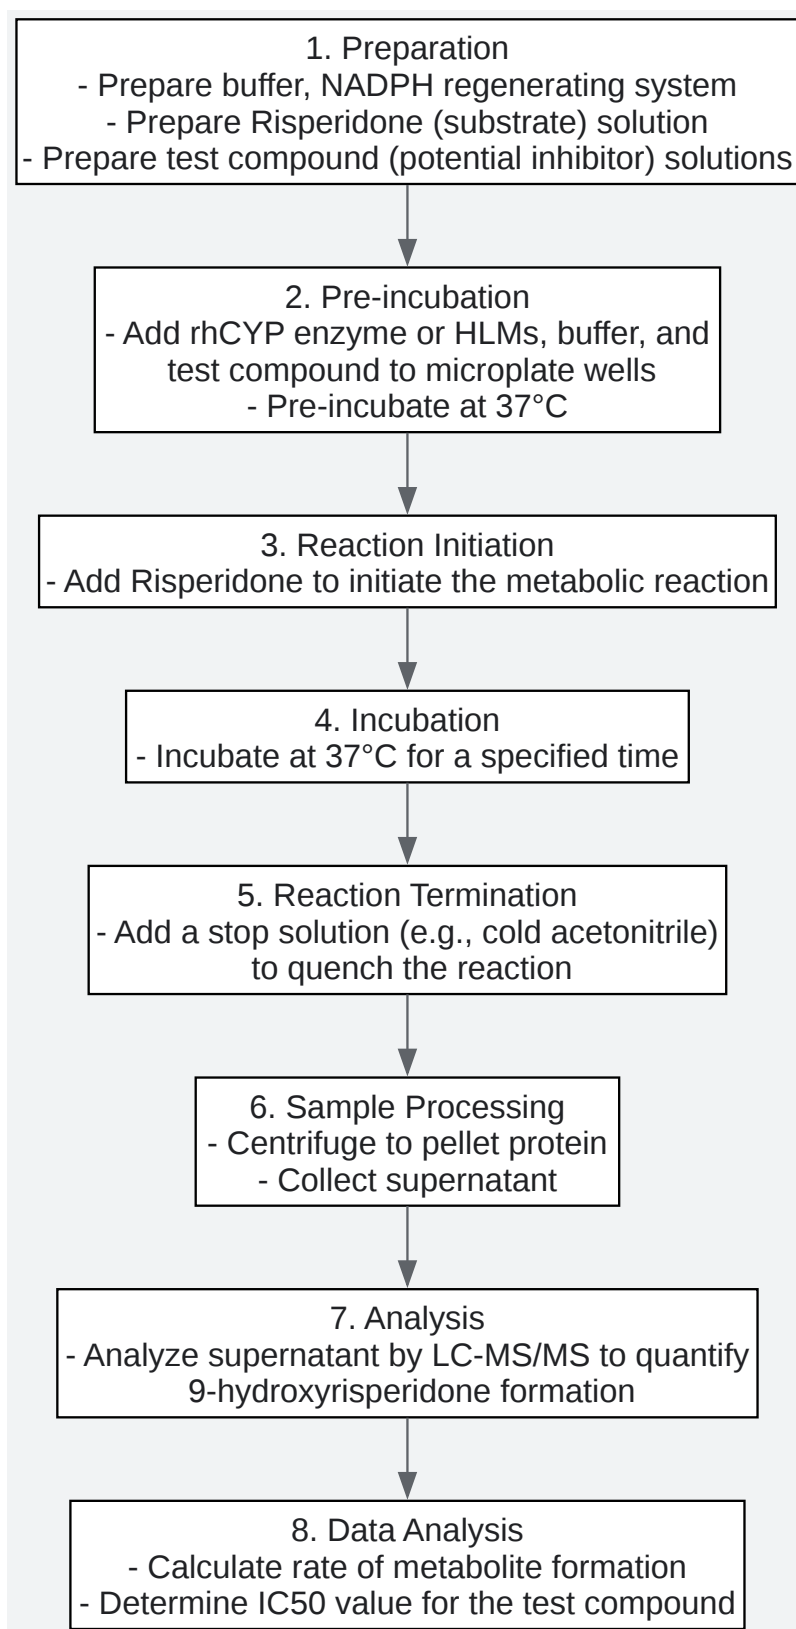 1. Preparation
- Prepare buffer, NADPH regenerating system
- Prepare Risperidone (substrate) solution
- Prepare test compound (potential inhibitor) solutions
2. Pre-incubation
- Add rhCYP enzyme or HLMs, buffer, and
test compound to microplate wells
- Pre-incubate at 37°C
3. Reaction Initiation
- Add Risperidone to initiate the metabolic reaction
4. Incubation
- Incubate at 37°C for a specified time
5. Reaction Termination
- Add a stop solution (e.g., cold acetonitrile)
to quench the reaction
6. Sample Processing
- Centrifuge to pellet protein
- Collect supernatant
7. Analysis
- Analyze supernatant by LC-MS/MS to quantify
9-hydroxyrisperidone formation
8. Data Analysis
- Calculate rate of metabolite formation
- Determine IC50 value for the test compound